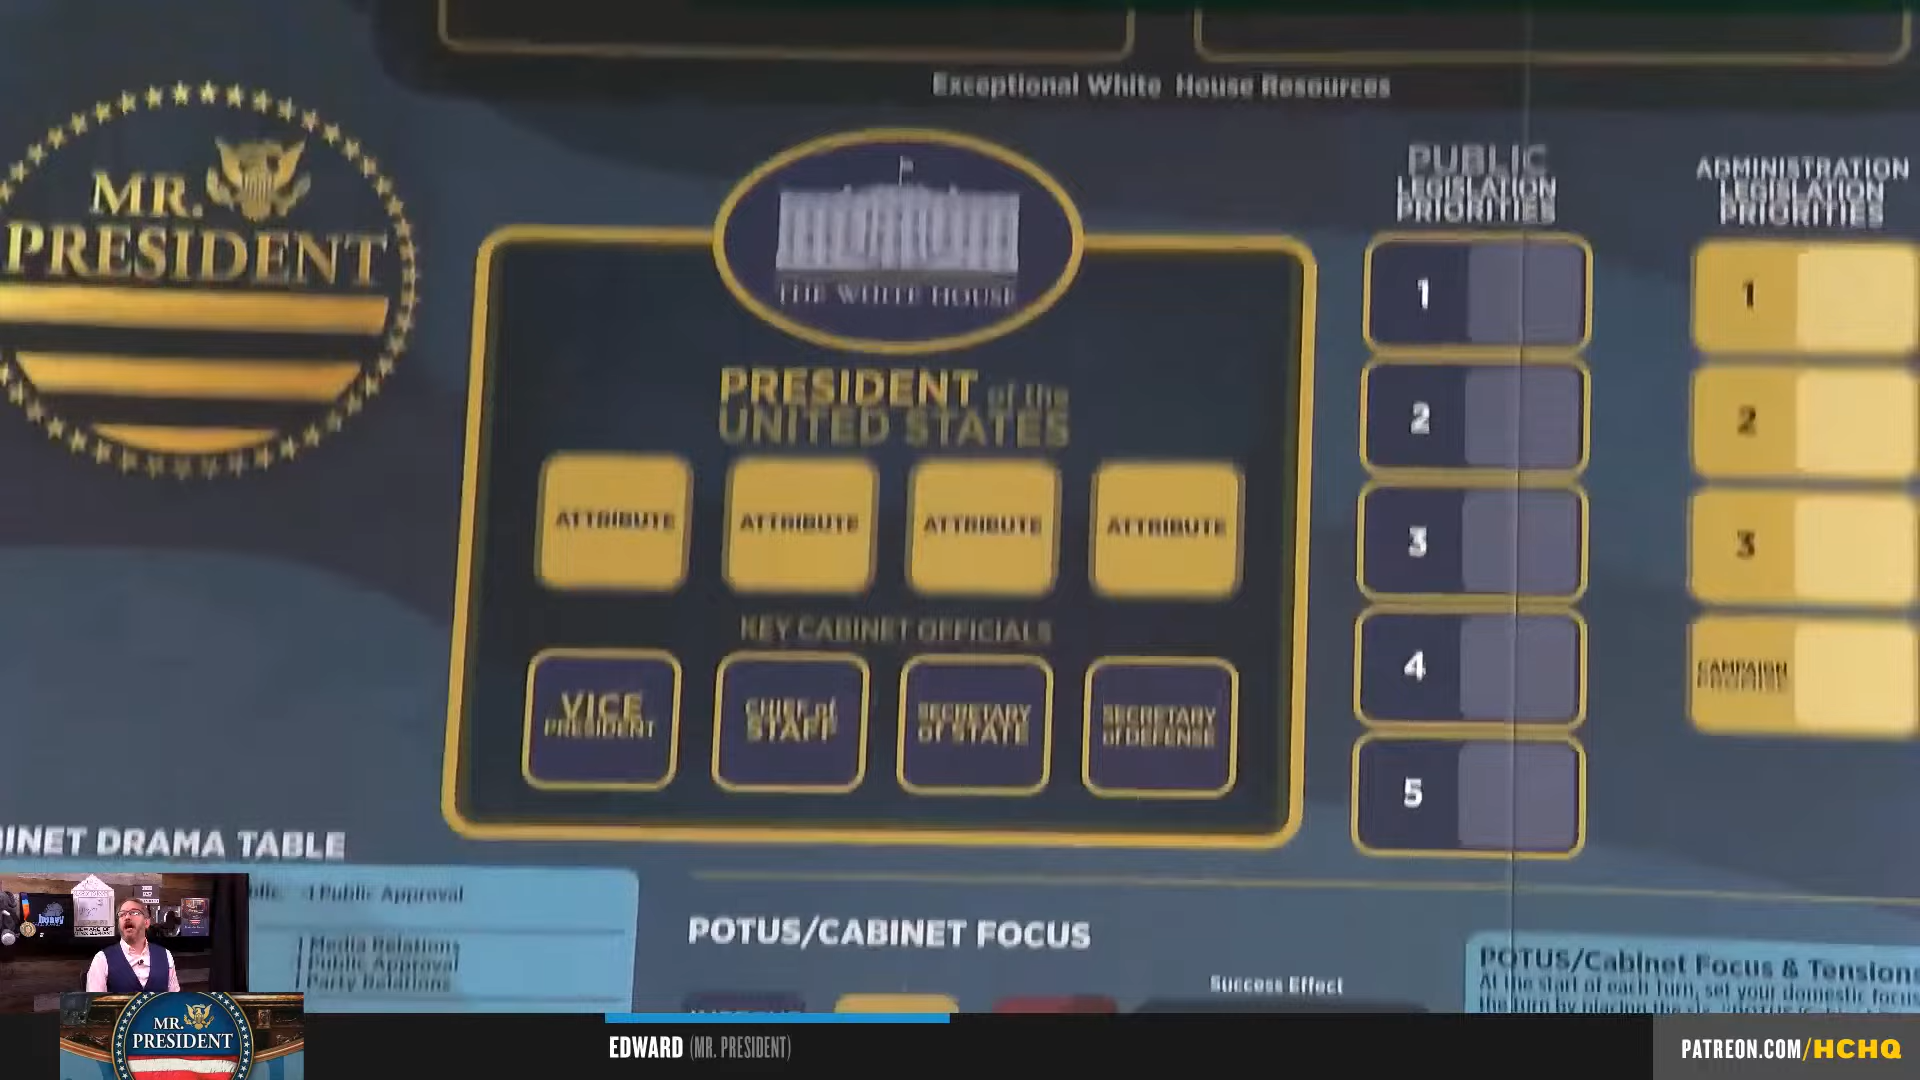 Exceptional White House Resources
MR.
PRESIDENT
THE WHITE HOUSE
PRESIDENT of the
UNITED STATES
ATTRIBUTE
ATTRIBUTE
ATTRIBUTE
ATTRIBUTE
KEY CABINET OFFICIALS
VICE
PRESIDENT
CHIEF of
STAFF
SECRETARY
of STATE
SECRETARY
of DEFENSE
PUBLIC
LEGISLATION
PRIORITIES
1
2
3
4
5
ADMINISTRATION
LEGISLATION
PRIORITIES
1
2
3
CAMPAIGN
PROMISE
INET DRAMA TABLE
Public Approval
Media Relations
Public Approval
Party Relations
POTUS/CABINET FOCUS
Success Effect
POTUS/Cabinet Focus & Tensions
At the start of each turn, set your domestic focus
MR.
PRESIDENT
EDWARD (MR. PRESIDENT)
PATREON.COM/HCHQ